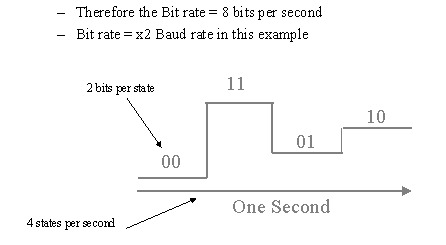 – Therefore the Bit rate = 8 bits per second
– Bit rate = x2 Baud rate in this example
2 bits per state
11
10
01
00
One Second
4 states per second